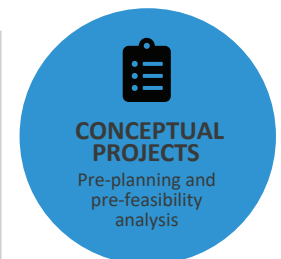 CONCEPTUAL
PROJECTS
Pre-planning and
pre-feasibility
analysis